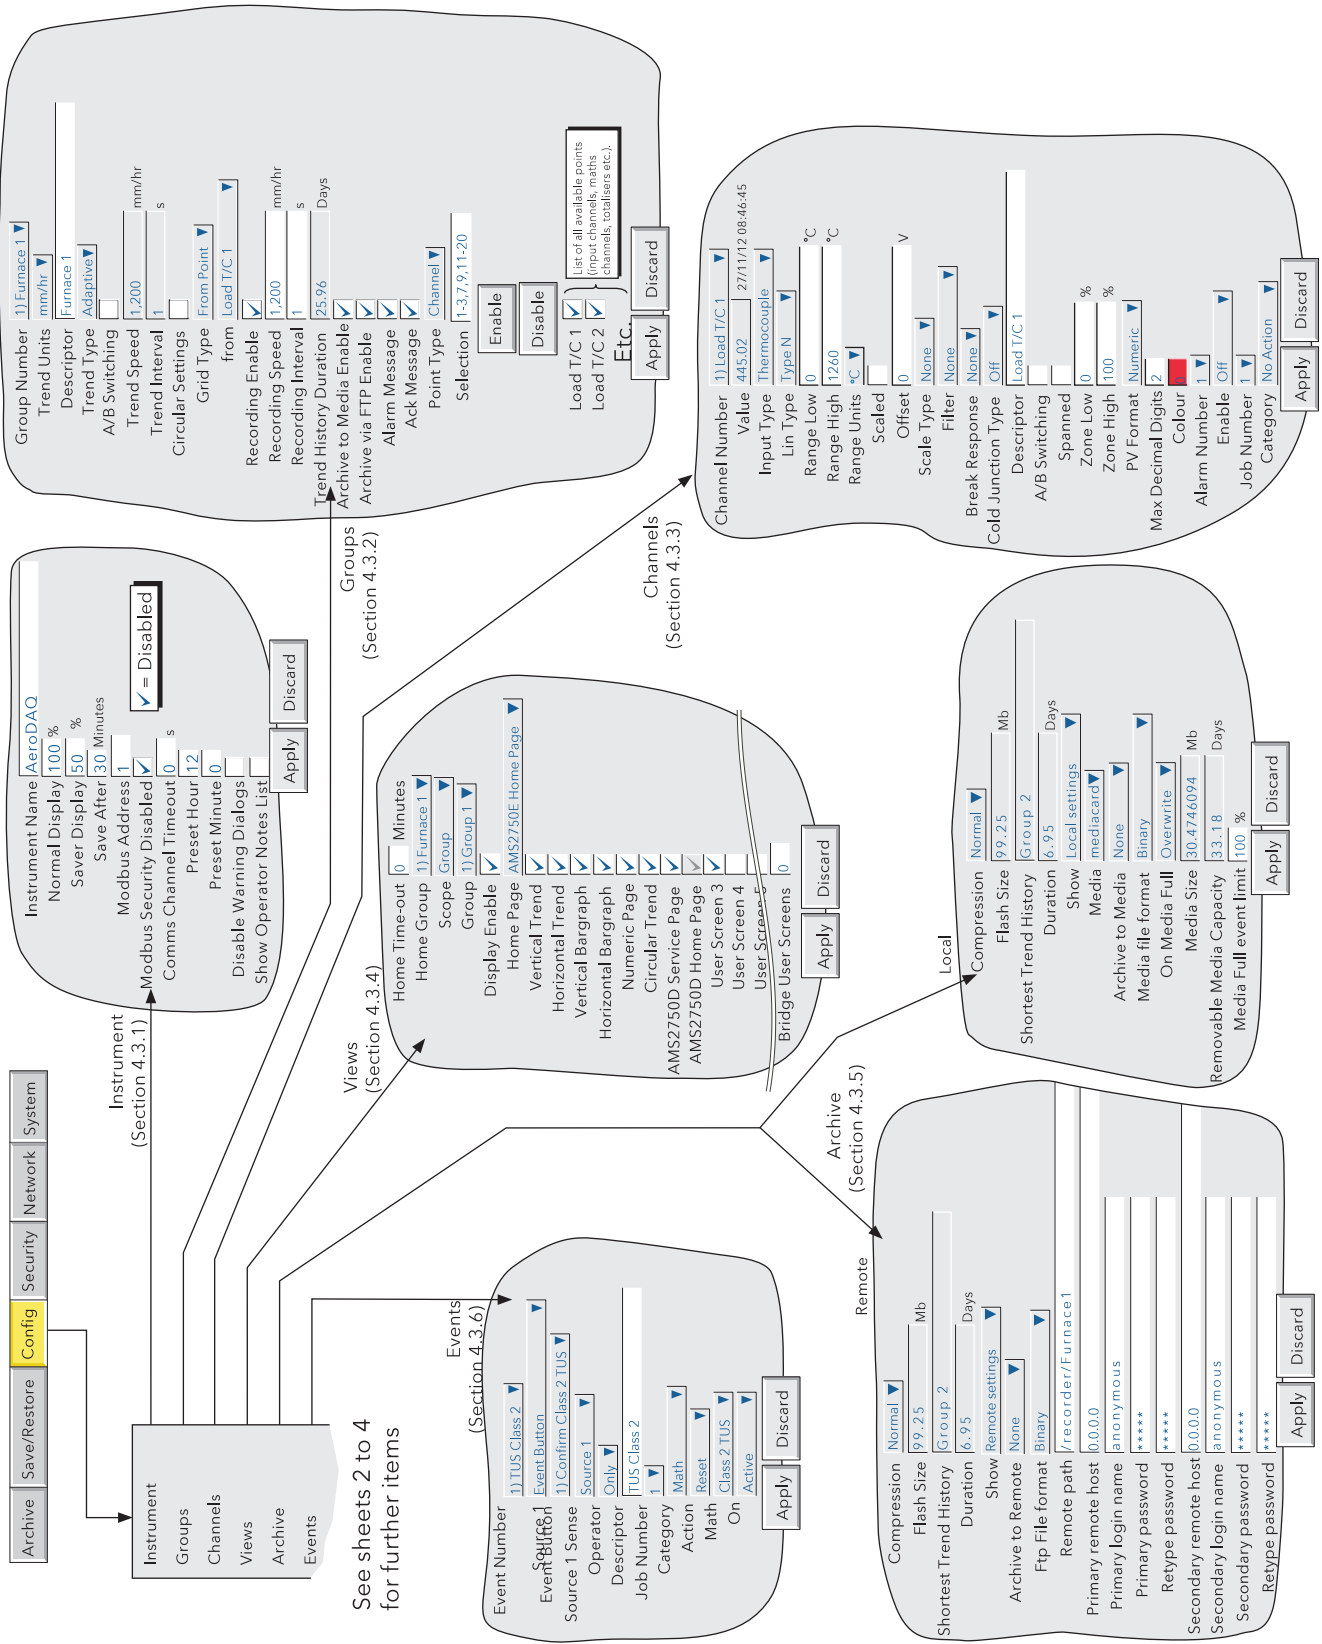 Archive Save/Restore Config Security Network System
Instrument
Groups
Channels
Views
Archive
Events
See sheets 2 to 4
for further items
Instrument
(Section 4.3.1)
Instrument Name AeroDAQ
Normal Display 100 %
Saver Display 50 %
Save After 30 Minutes
Modbus Address 1
Modbus Security Disabled ✓
✓ = Disabled
Comms Channel Timeout 0 s
Preset Hour 12
Preset Minute 0
Disable Warning Dialogs
Show Operator Notes List
Apply Discard
Groups
(Section 4.3.2)
Group Number 1) Furnace 1
Trend Units mm/hr
Descriptor Furnace 1
Trend Type Adaptive
A/B Switching
Trend Speed 1,200 mm/hr
Trend Interval 1 s
Circular Settings
Grid Type From Point
from Load T/C 1
Recording Enable ✓
Recording Speed 1,200 mm/hr
Recording Interval 1 s
Trend History Duration 25.96 Days
Archive to Media Enable ✓
Archive via FTP Enable ✓
Alarm Message ✓
Ack Message ✓
Point Type Channel
Selection 1-3,7,9,11-20
Enable
Disable
Load T/C 1 ✓
Load T/C 2 ✓
Etc.
List of all available points
(input channels, maths
channels, totalisers etc.).
Apply Discard
Views
(Section 4.3.4)
Home Time-out 0 Minutes
Home Group 1) Furnace 1
Scope Group
Group 1) Group 1
Display Enable ✓
Home Page AMS2750E Home Page
Vertical Trend ✓
Horizontal Trend ✓
Vertical Bargraph ✓
Horizontal Bargraph ✓
Numeric Page ✓
Circular Trend ✓
AMS2750D Service Page ✓
AMS2750D Home Page ✓
User Screen 3 ✓
User Screen 4
User Screen 5
Bridge User Screens 0
Apply Discard
Channels
(Section 4.3.3)
Channel Number 1) Load T/C 1
Value 445.02 27/11/12 08:46:45
Input Type Thermocouple
Lin Type Type N
Range Low 0 °C
Range High 1260 °C
Range Units °C
Scaled
Offset 0 V
Scale Type None
Filter None
Break Response None
Cold Junction Type Off
Descriptor Load T/C 1
A/B Switching
Spanned
Zone Low 0 %
Zone High 100 %
PV Format Numeric
Max Decimal Digits 2
Colour 0
Alarm Number 1
Enable Off
Job Number 1
Category No Action
Apply Discard
Events
(Section 4.3.6)
Event Number 1) TUS Class 2
Source 1 Event Button
Event Button 1) Confirm Class 2 TUS
Source 1 Sense
Operator Source 1 Only
Descriptor TUS Class 2
Job Number 1
Category Math
Action Reset
Math Class 2 TUS
On Active
Apply Discard
Archive
(Section 4.3.5)
Remote
Compression Normal
Flash Size 99.25 Mb
Shortest Trend History Group 2
Duration 6.95 Days
Show Remote settings
Archive to Remote None
Ftp File format Binary
Remote path /recorder/Furnace1
Primary remote host 0.0.0.0
Primary login name anonymous
Primary password *****
Retype password *****
Secondary remote host 0.0.0.0
Secondary login name anonymous
Secondary password *****
Retype password *****
Apply Discard
Local
Compression Normal
Flash Size 99.25 Mb
Shortest Trend History Group 2
Duration 6.95 Days
Show Local settings
Media mediacard
Archive to Media None
Media file format Binary
On Media Full Overwrite
Media Size 30.4746094 Mb
Removable Media Capacity 33.18 Days
Media Full event limit 100 %
Apply Discard